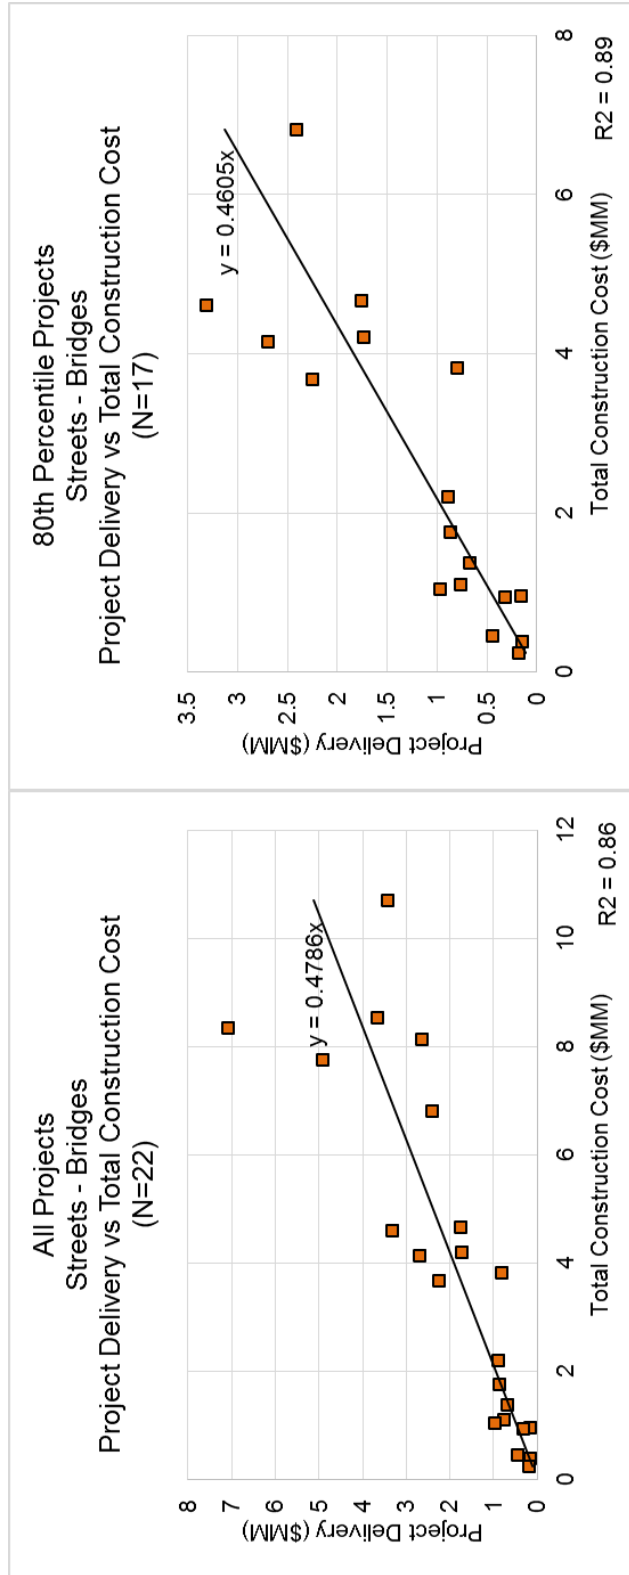 All Projects
Streets - Bridges
Project Delivery vs Total Construction Cost
(N=22)
8
7
6
5
4
3
2
1
0
Project Delivery ($MM)
y = 0.4786x
0
2
4
6
8
10
12
Total Construction Cost ($MM)
R2 = 0.86
80th Percentile Projects
Streets - Bridges
Project Delivery vs Total Construction Cost
(N=17)
3.5
3
2.5
2
1.5
1
0.5
0
Project Delivery ($MM)
y = 0.4605x
0
2
4
6
8
Total Construction Cost ($MM)
R2 = 0.89